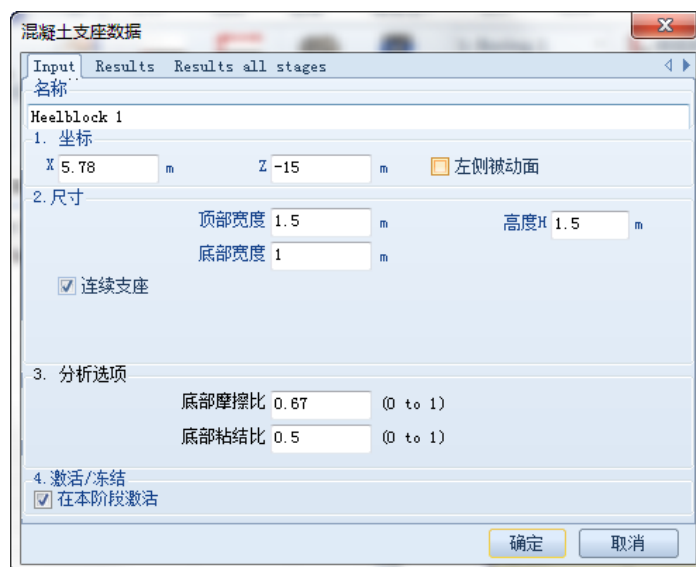 混凝土支座数据
Input Results Results all stages
名称
Heelblock 1
1. 坐标
X 5.78 m Z -15 m 左侧被动面
2.尺寸
顶部宽度 1.5 m 高度H 1.5 m
底部宽度 1 m
连续支座
3. 分析选项
底部摩擦比 0.67 (0 to 1)
底部粘结比 0.5 (0 to 1)
4.激活/冻结
在本阶段激活
确定 取消